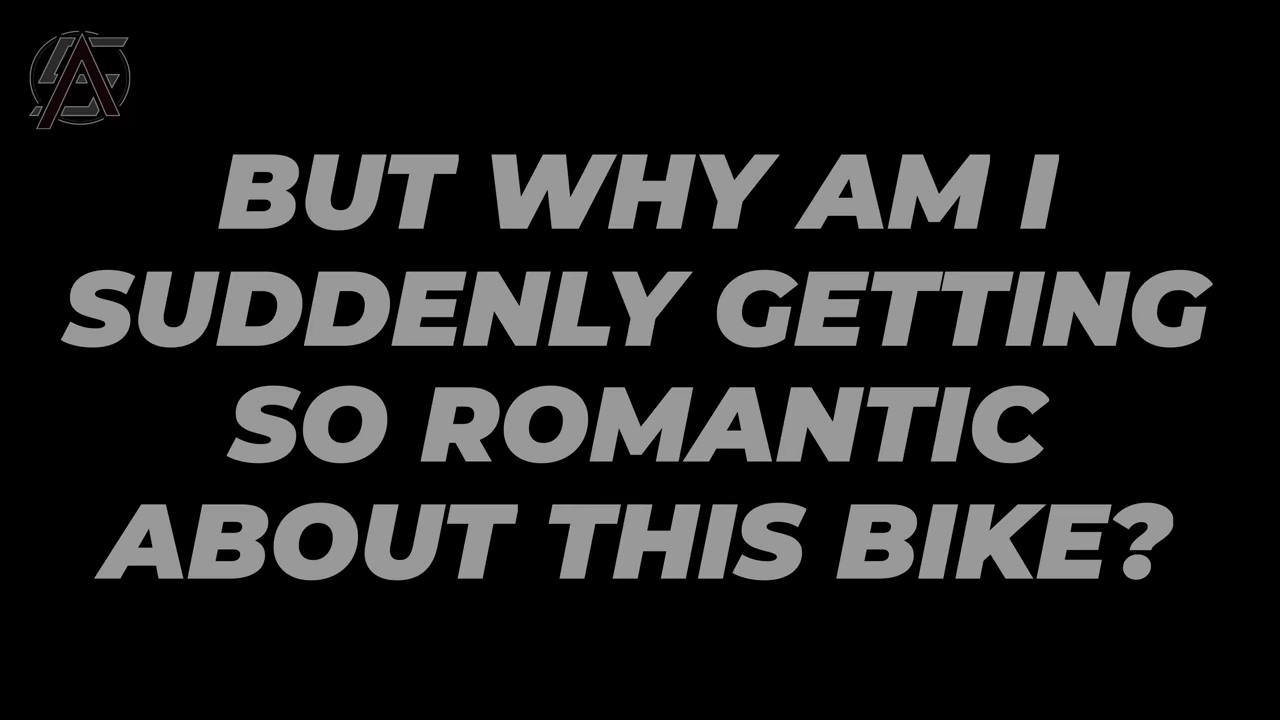 BUT WHY AM I
SUDDENLY GETTING
SO ROMANTIC
ABOUT THIS BIKE?